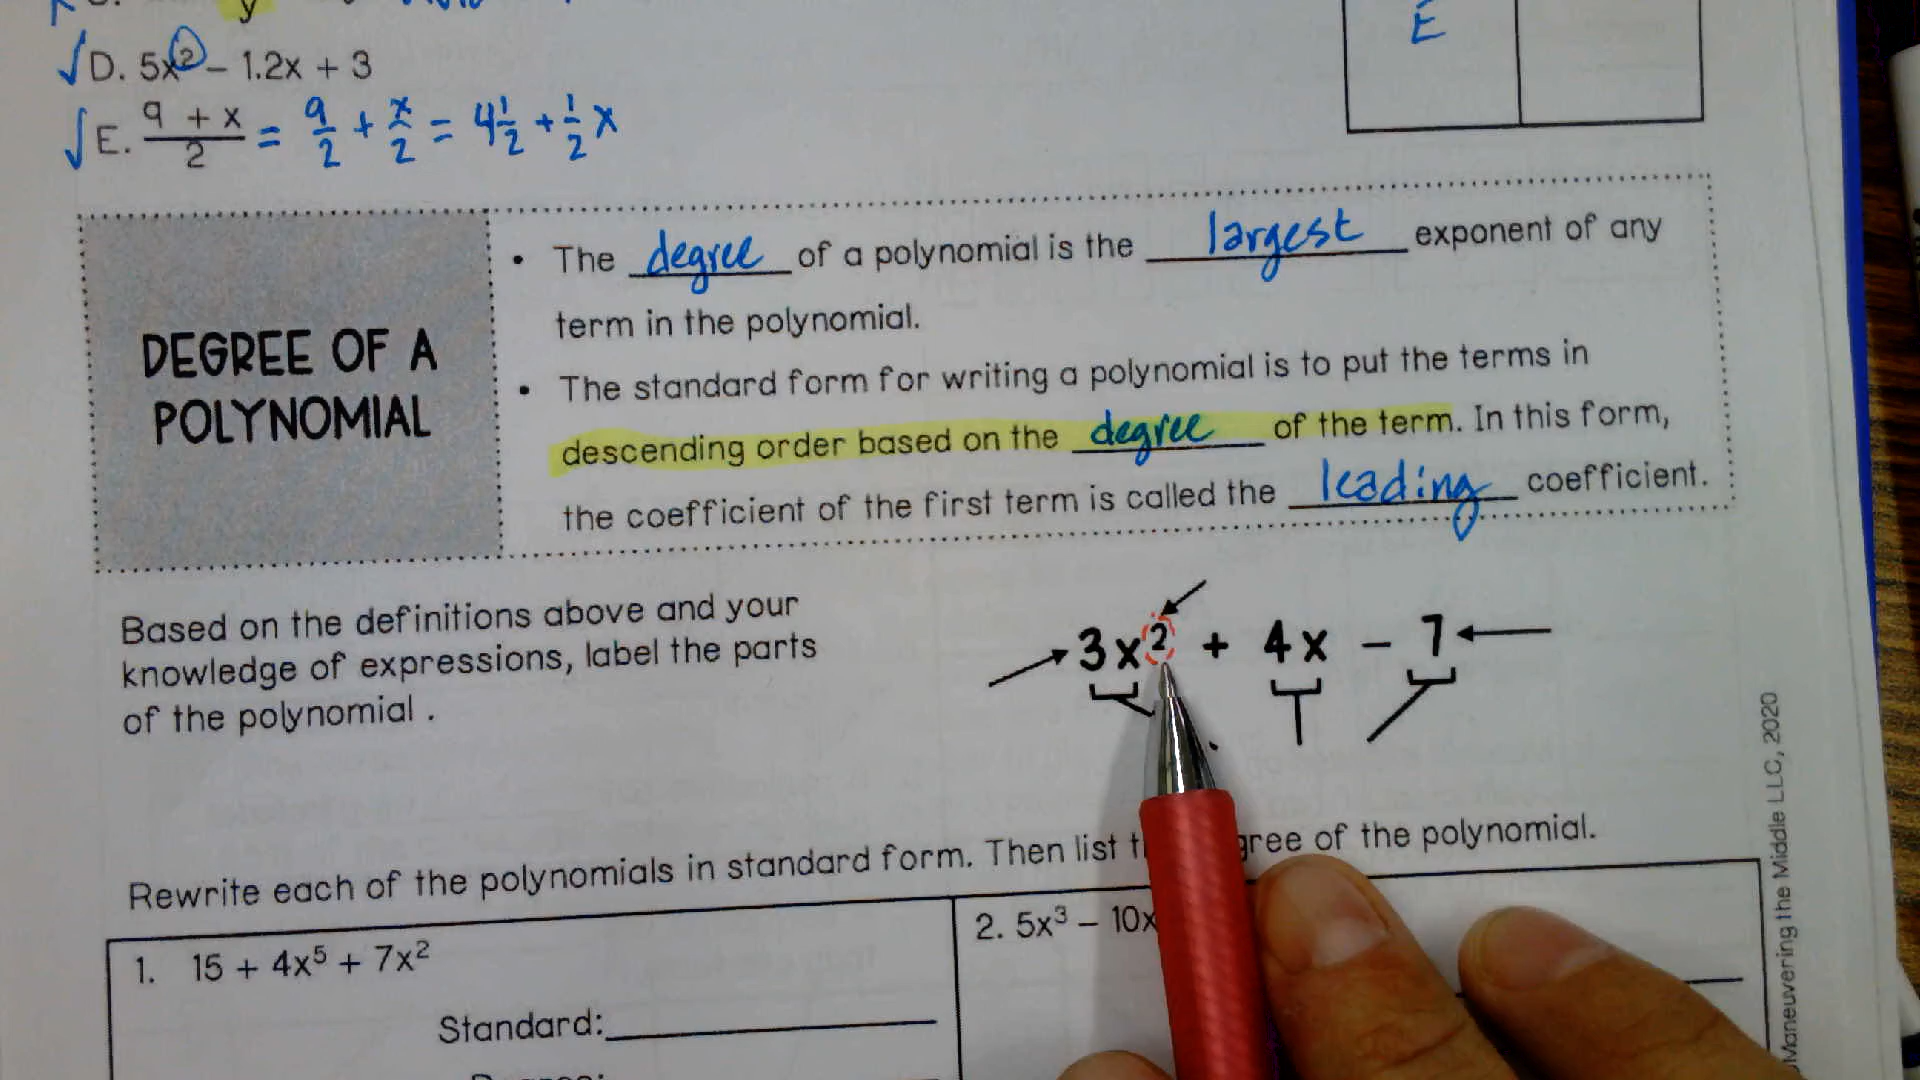 y
√D. 5x² – 1.2x + 3
√E. 9 + x / 2 = 9/2 + x/2 = 4 1/2 + 1/2 x
E
DEGREE OF A
POLYNOMIAL
• The degree of a polynomial is the largest exponent of any
term in the polynomial.
• The standard form for writing a polynomial is to put the terms in
descending order based on the degree of the term. In this form,
the coefficient of the first term is called the leading coefficient.
Based on the definitions above and your
knowledge of expressions, label the parts
of the polynomial .
3x² + 4x – 7
Rewrite each of the polynomials in standard form. Then list gree of the polynomial.
1. 15 + 4x⁵ + 7x²
Standard:
2. 5x³ – 10x
Maneuvering the Middle LLC, 2020